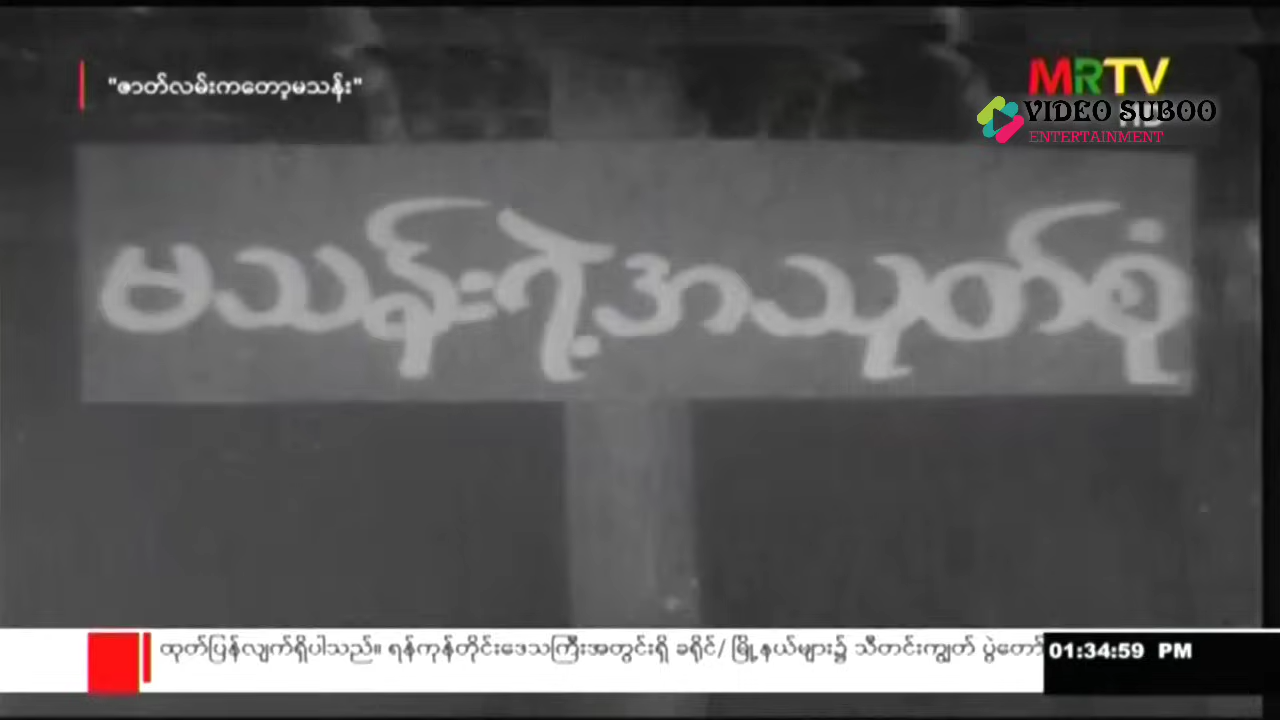 "ဇာတ်လမ်းကတော့မသန်း"
MRTV
VIDEO SUBOO
ENTERTAINMENT
မသန်းရဲ့အသုတ်စုံ
ထုတ်ပြန်လျက်ရှိပါသည်။ ရန်ကုန်တိုင်းဒေသကြီးအတွင်းရှိ ခရိုင်/ မြို့နယ်များ၌ သီတင်းကျွတ် ပွဲတော်
01:34:59 PM